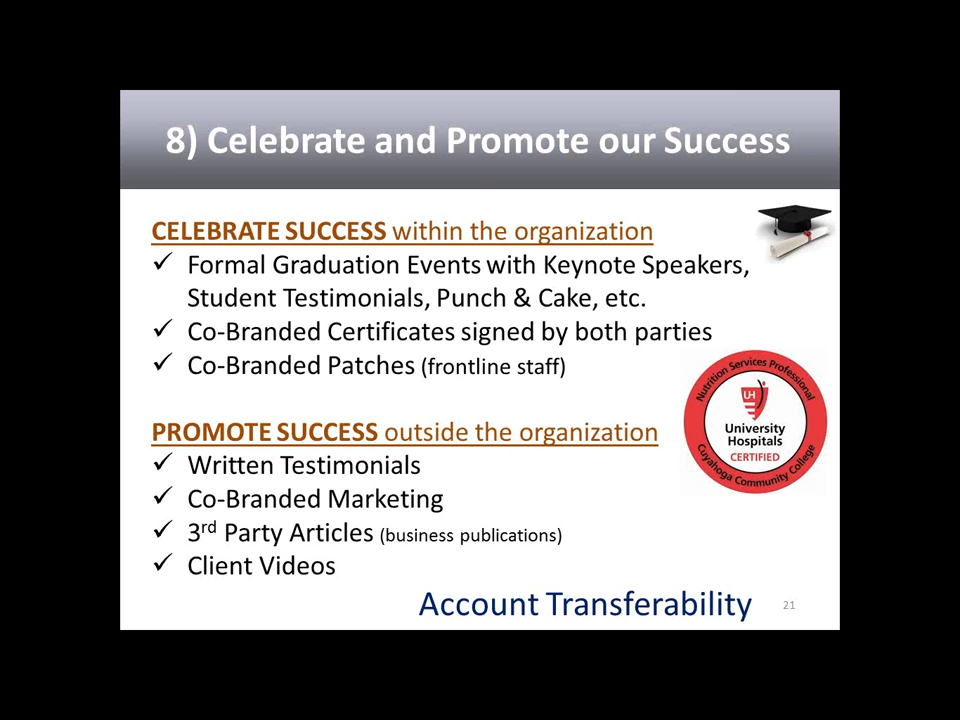 8) Celebrate and Promote our Success
CELEBRATE SUCCESS within the organization
✓ Formal Graduation Events with Keynote Speakers,
Student Testimonials, Punch & Cake, etc.
✓ Co-Branded Certificates signed by both parties
✓ Co-Branded Patches (frontline staff)
Nutrition Services Professional
UH
University
Hospitals
CERTIFIED
Cuyahoga Community College
PROMOTE SUCCESS outside the organization
✓ Written Testimonials
✓ Co-Branded Marketing
✓ 3rd Party Articles (business publications)
✓ Client Videos
Account Transferability
21